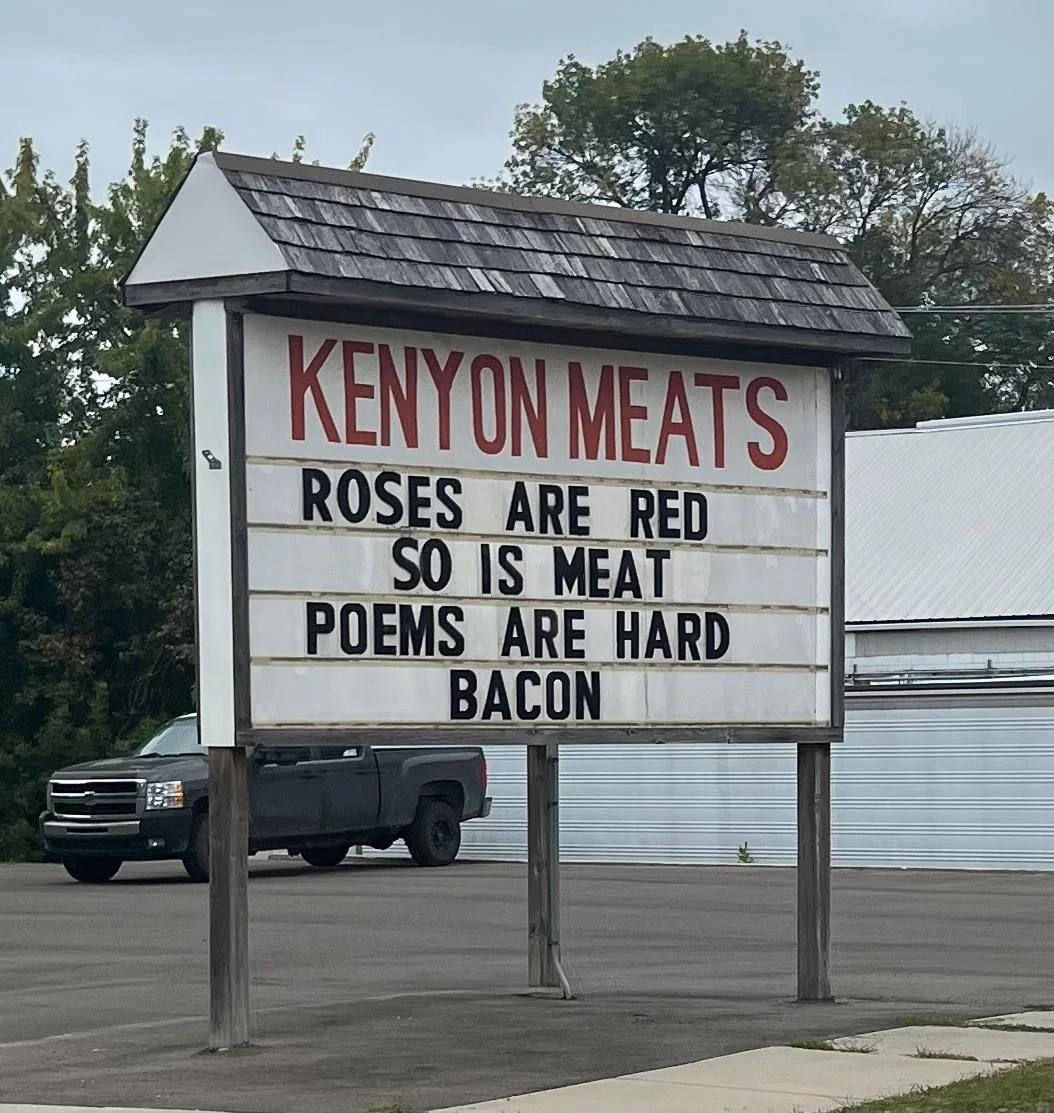 KENYON MEATS
ROSES ARE RED
SO IS MEAT
POEMS ARE HARD
BACON